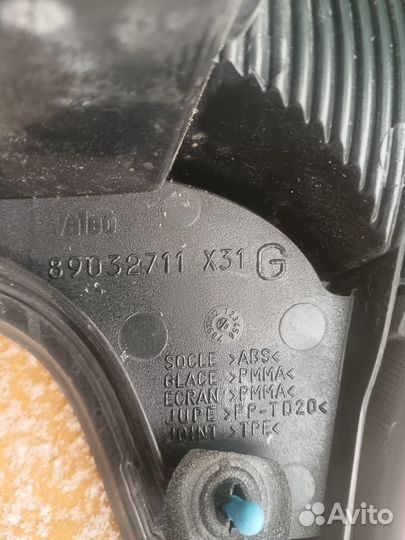 Valeo
89032711 X31 G
SOCLE >ABS<
GLACE >PMMA<
ECRAN >PMMA<
JUPE >PP-TD20<
JOINT >TPE<
Avito